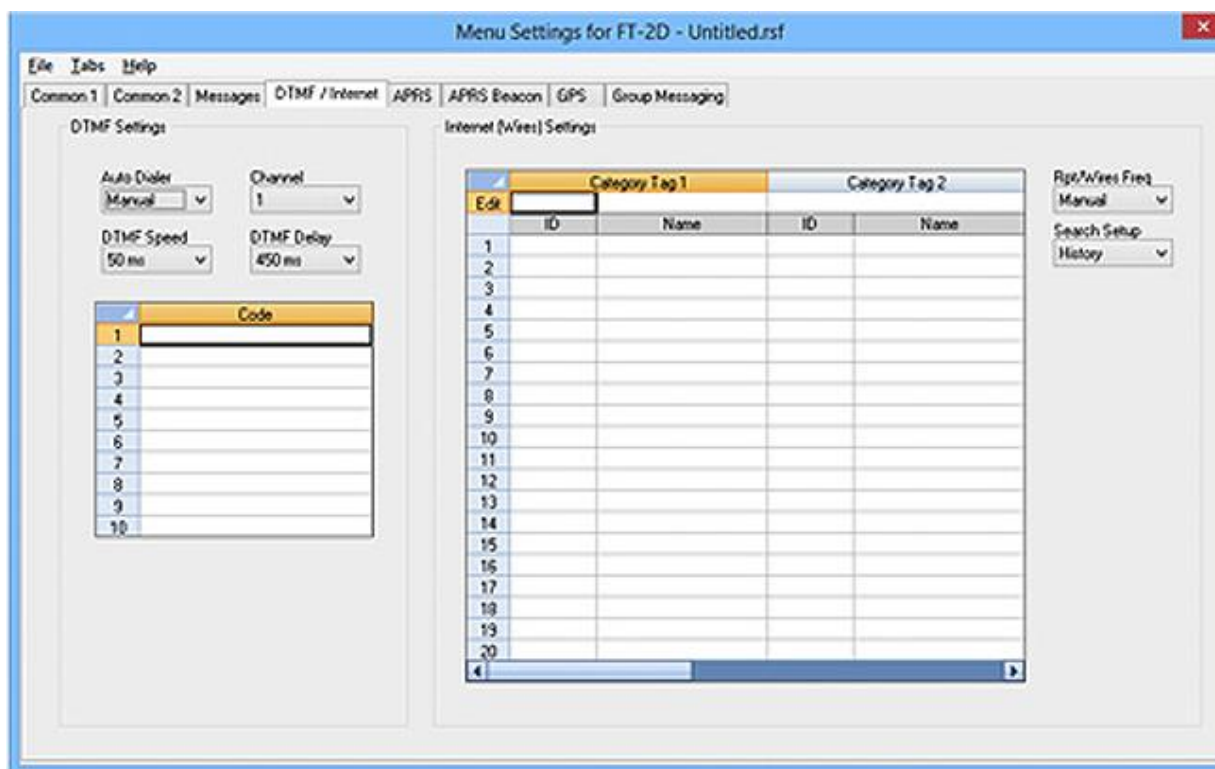 Menu Settings for FT-2D - Untitled.rsf
File Tabs Help
Common 1 Common 2 Messages DTMF / Internet APRS APRS Beacon GPS Group Messaging
DTMF Settings
Auto Dialer Channel
Manual 1
DTMF Speed DTMF Delay
50 ms 450 ms
Code
1
2
3
4
5
6
7
8
9
10
Internet (Wires) Settings
Category Tag 1 Category Tag 2
Edit
ID Name ID Name
1
2
3
4
5
6
7
8
9
10
11
12
13
14
15
16
17
18
19
20
Rpt/Wires Freq
Manual
Search Setup
History